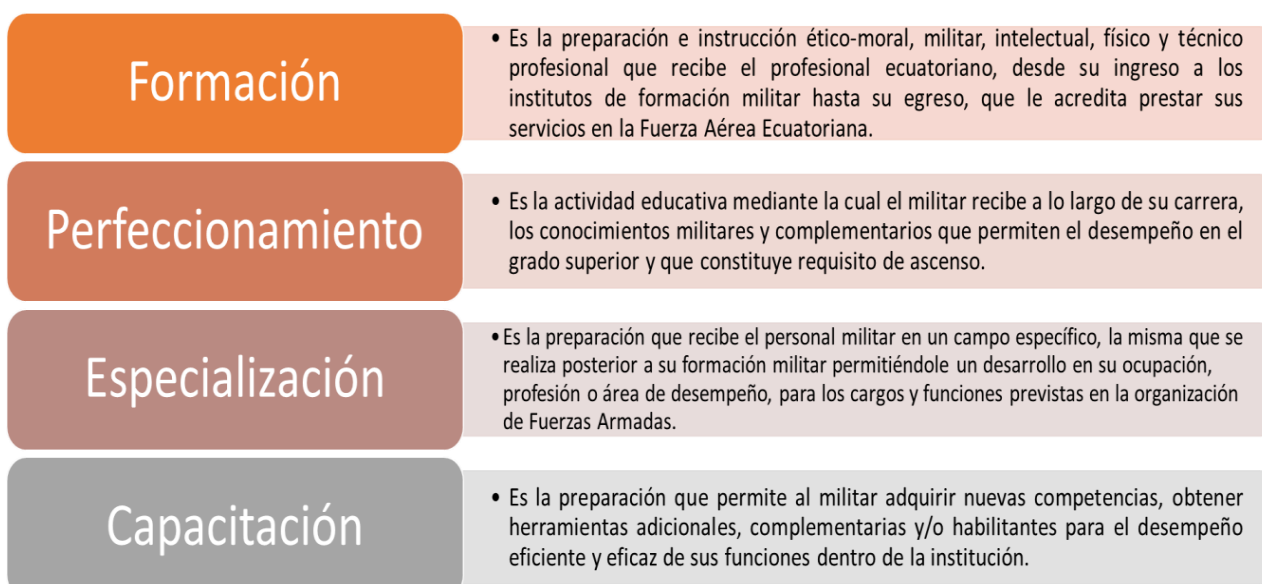 Formación
• Es la preparación e instrucción ético-moral, militar, intelectual, físico y técnico
profesional que recibe el profesional ecuatoriano, desde su ingreso a los
institutos de formación militar hasta su egreso, que le acredita prestar sus
servicios en la Fuerza Aérea Ecuatoriana.
Perfeccionamiento
• Es la actividad educativa mediante la cual el militar recibe a lo largo de su carrera,
los conocimientos militares y complementarios que permiten el desempeño en el
grado superior y que constituye requisito de ascenso.
Especialización
• Es la preparación que recibe el personal militar en un campo específico, la misma que se
realiza posterior a su formación militar permitiéndole un desarrollo en su ocupación,
profesión o área de desempeño, para los cargos y funciones previstas en la organización
de Fuerzas Armadas.
Capacitación
• Es la preparación que permite al militar adquirir nuevas competencias, obtener
herramientas adicionales, complementarias y/o habilitantes para el desempeño
eficiente y eficaz de sus funciones dentro de la institución.